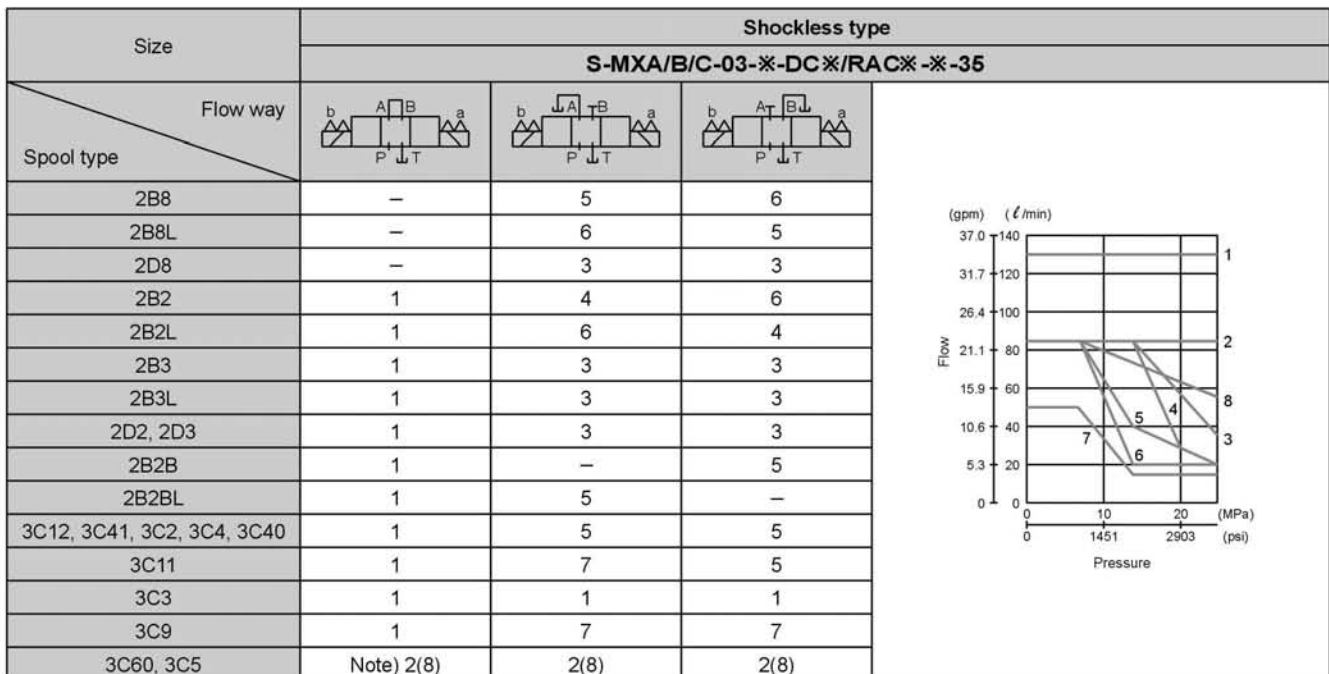 Size
Shockless type
S-MXA/B/C-03-※-DC※/RAC※-※-35
Flow way
Spool type
b A B a P T
b A B a P T
b A B a P T
2B8 – 5 6
2B8L – 6 5
2D8 – 3 3
2B2 1 4 6
2B2L 1 6 4
2B3 1 3 3
2B3L 1 3 3
2D2, 2D3 1 3 3
2B2B 1 – 5
2B2BL 1 5 –
3C12, 3C41, 3C2, 3C4, 3C40 1 5 5
3C11 1 7 5
3C3 1 1 1
3C9 1 7 7
3C60, 3C5 Note) 2(8) 2(8) 2(8)
(gpm) (ℓ/min)
37.0 140
1
31.7 120
26.4 100
2
21.1 80
Flow
15.9 60
8
4
5
10.6 40
7
3
6
5.3 20
0 0
0 10 20 (MPa)
0 1451 2903 (psi)
Pressure